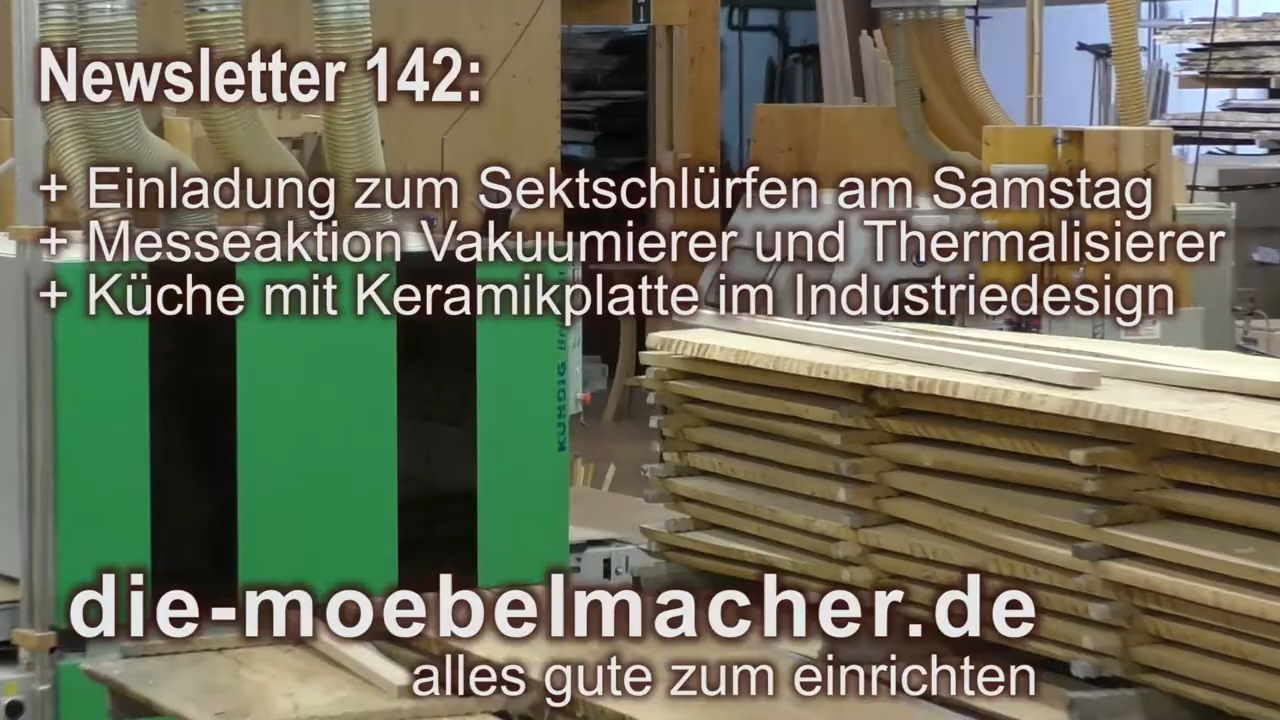 Newsletter 142:
+ Einladung zum Sektschlürfen am Samstag
+ Messeaktion Vakuumierer und Thermalisierer
+ Küche mit Keramikplatte im Industriedesign
KÜNDIG
die-moebelmacher.de
alles gute zum einrichten